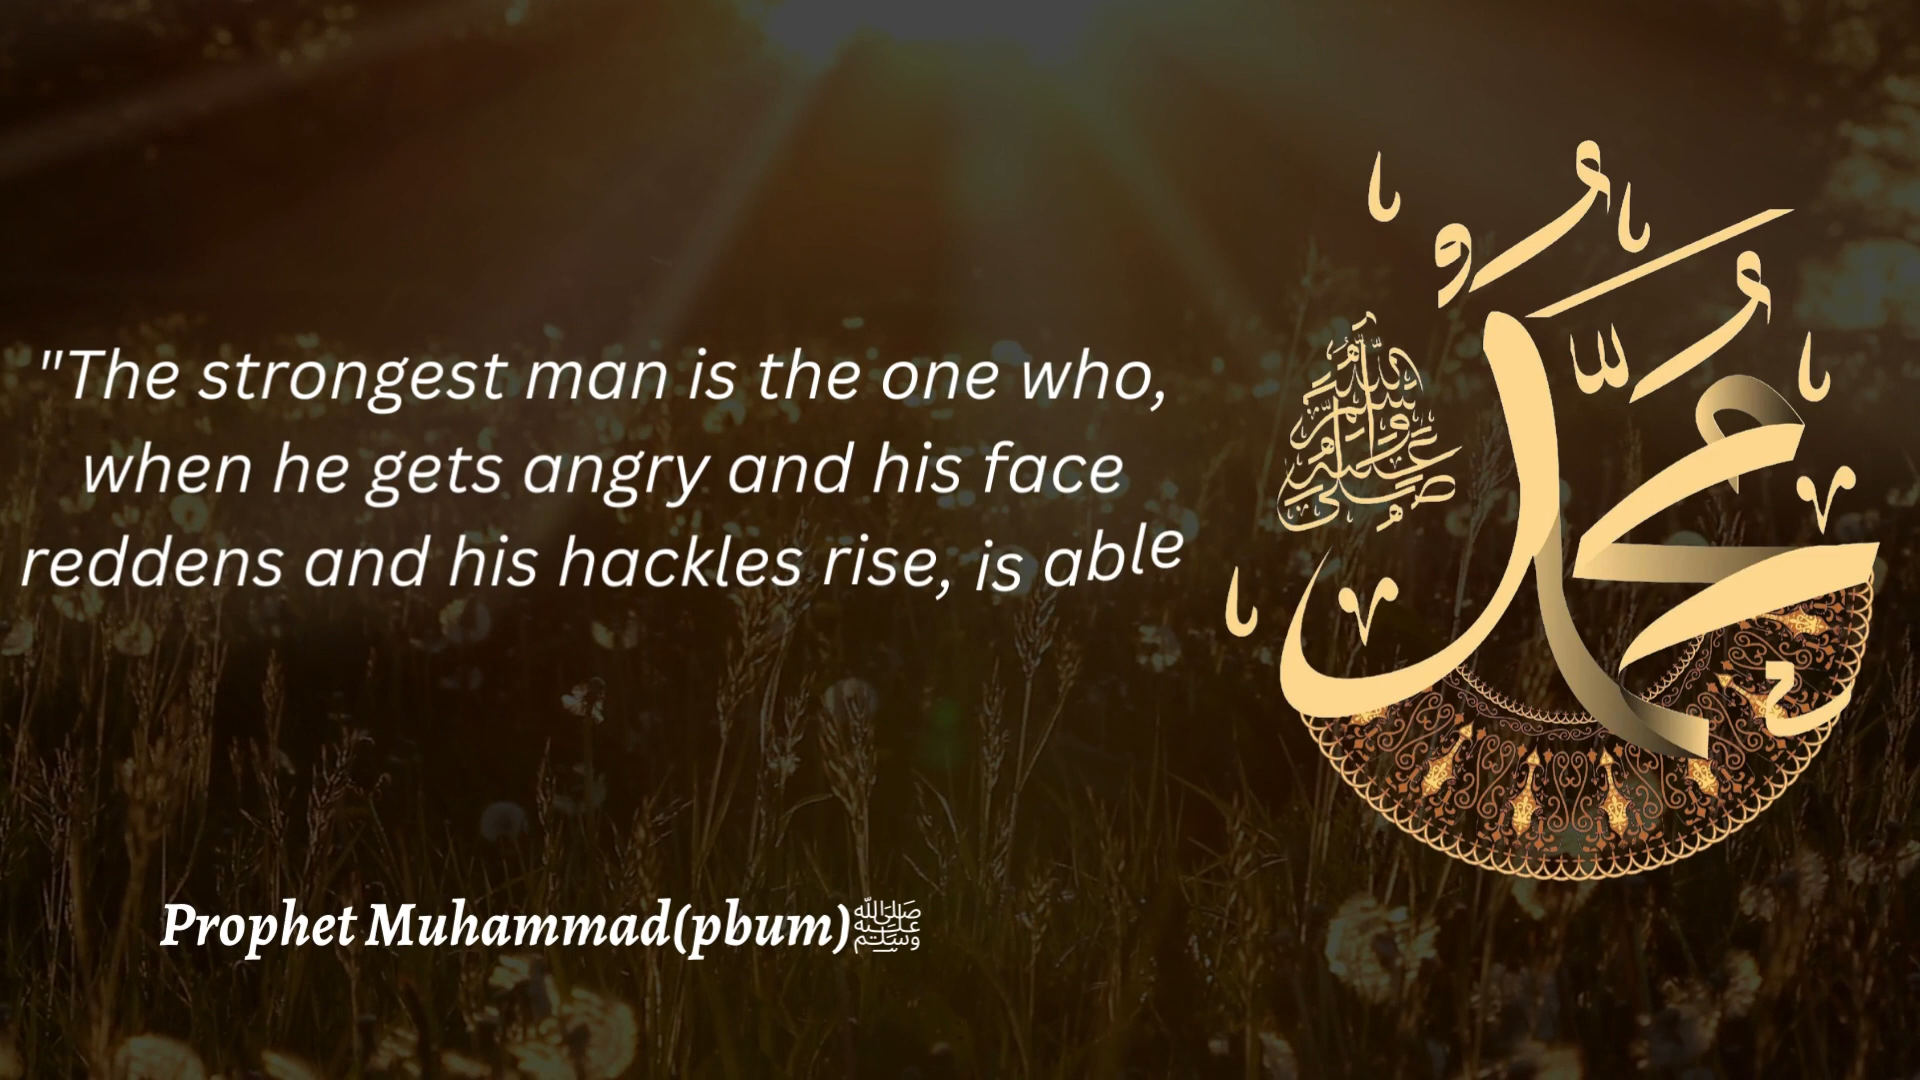 "The strongest man is the one who,
when he gets angry and his face
reddens and his hackles rise, is able
Prophet Muhammad(pbum)ﷺ
محمد
صلى الله عليه وسلم